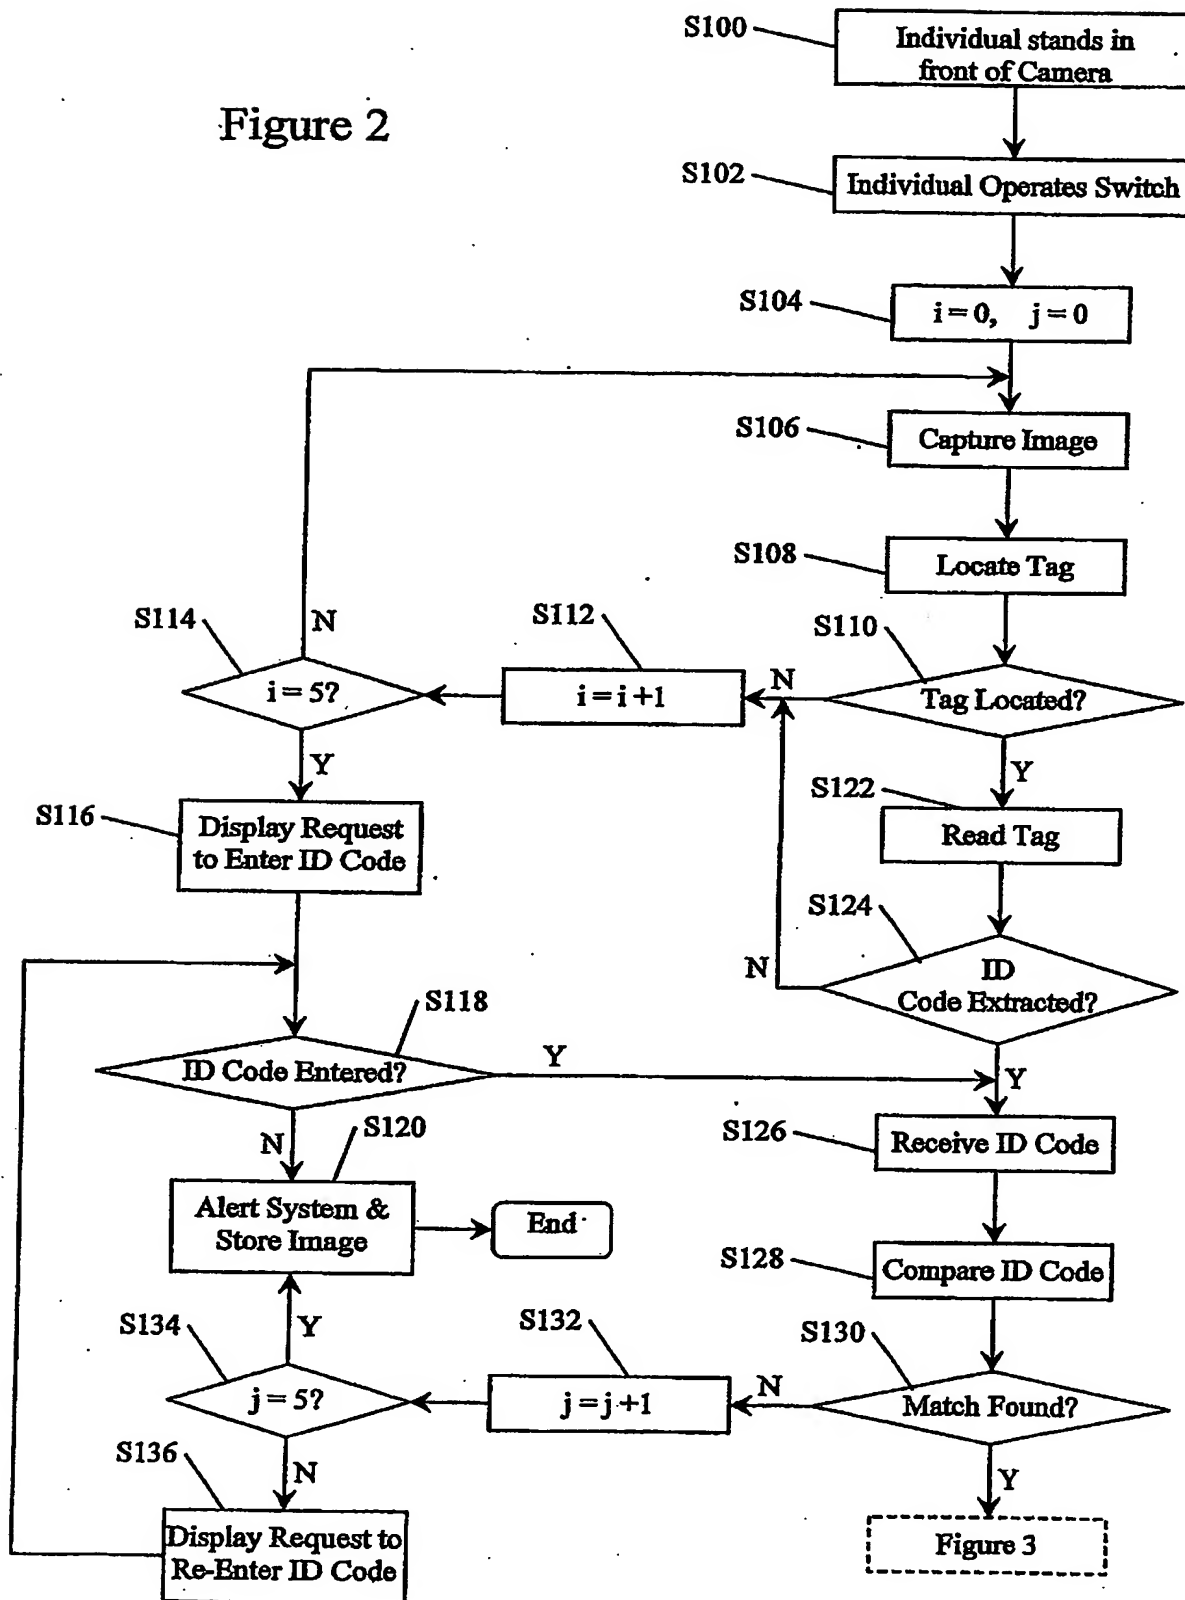 Figure 2
S100
Individual stands in
front of Camera
S102
Individual Operates Switch
S104
i = 0, j = 0
S106
Capture Image
S108
Locate Tag
S110
Tag Located?
N
Y
S112
i = i +1
S114
i = 5?
N
Y
S116
Display Request
to Enter ID Code
S122
Read Tag
S124
ID
Code Extracted?
N
Y
S118
ID Code Entered?
Y
N
S120
Alert System &
Store Image
End
S126
Receive ID Code
S128
Compare ID Code
S130
Match Found?
N
Y
S132
j = j +1
S134
j = 5?
Y
N
S136
Display Request to
Re-Enter ID Code
Figure 3